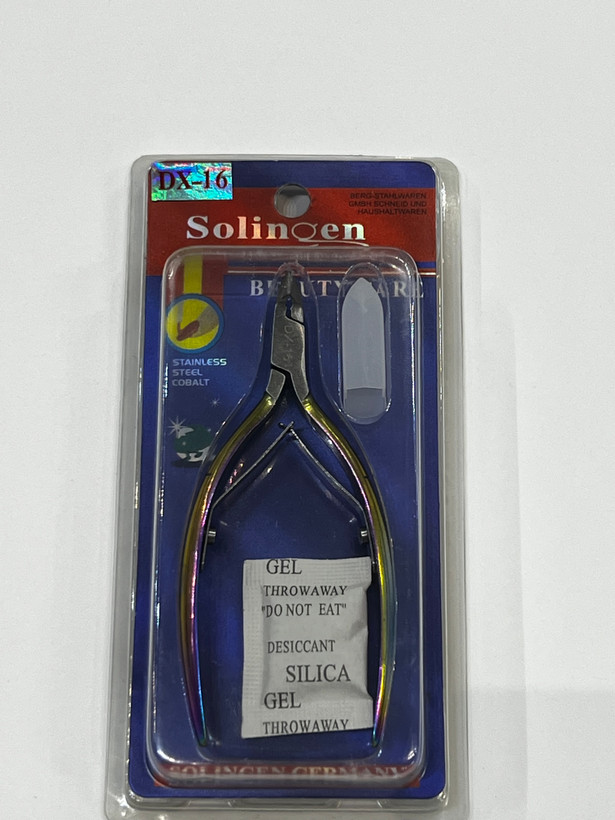 DX-16
BERG-STAHLWAREN
GMBH SCHNEID UND
HAUSHALTWAREN
Solingen
BEAUTY CARE
STAINLESS
STEEL
COBALT
GEL
THROWAWAY
"DO NOT EAT"
DESICCANT
SILICA
GEL
THROWAWAY
SOLINGEN GERMANY